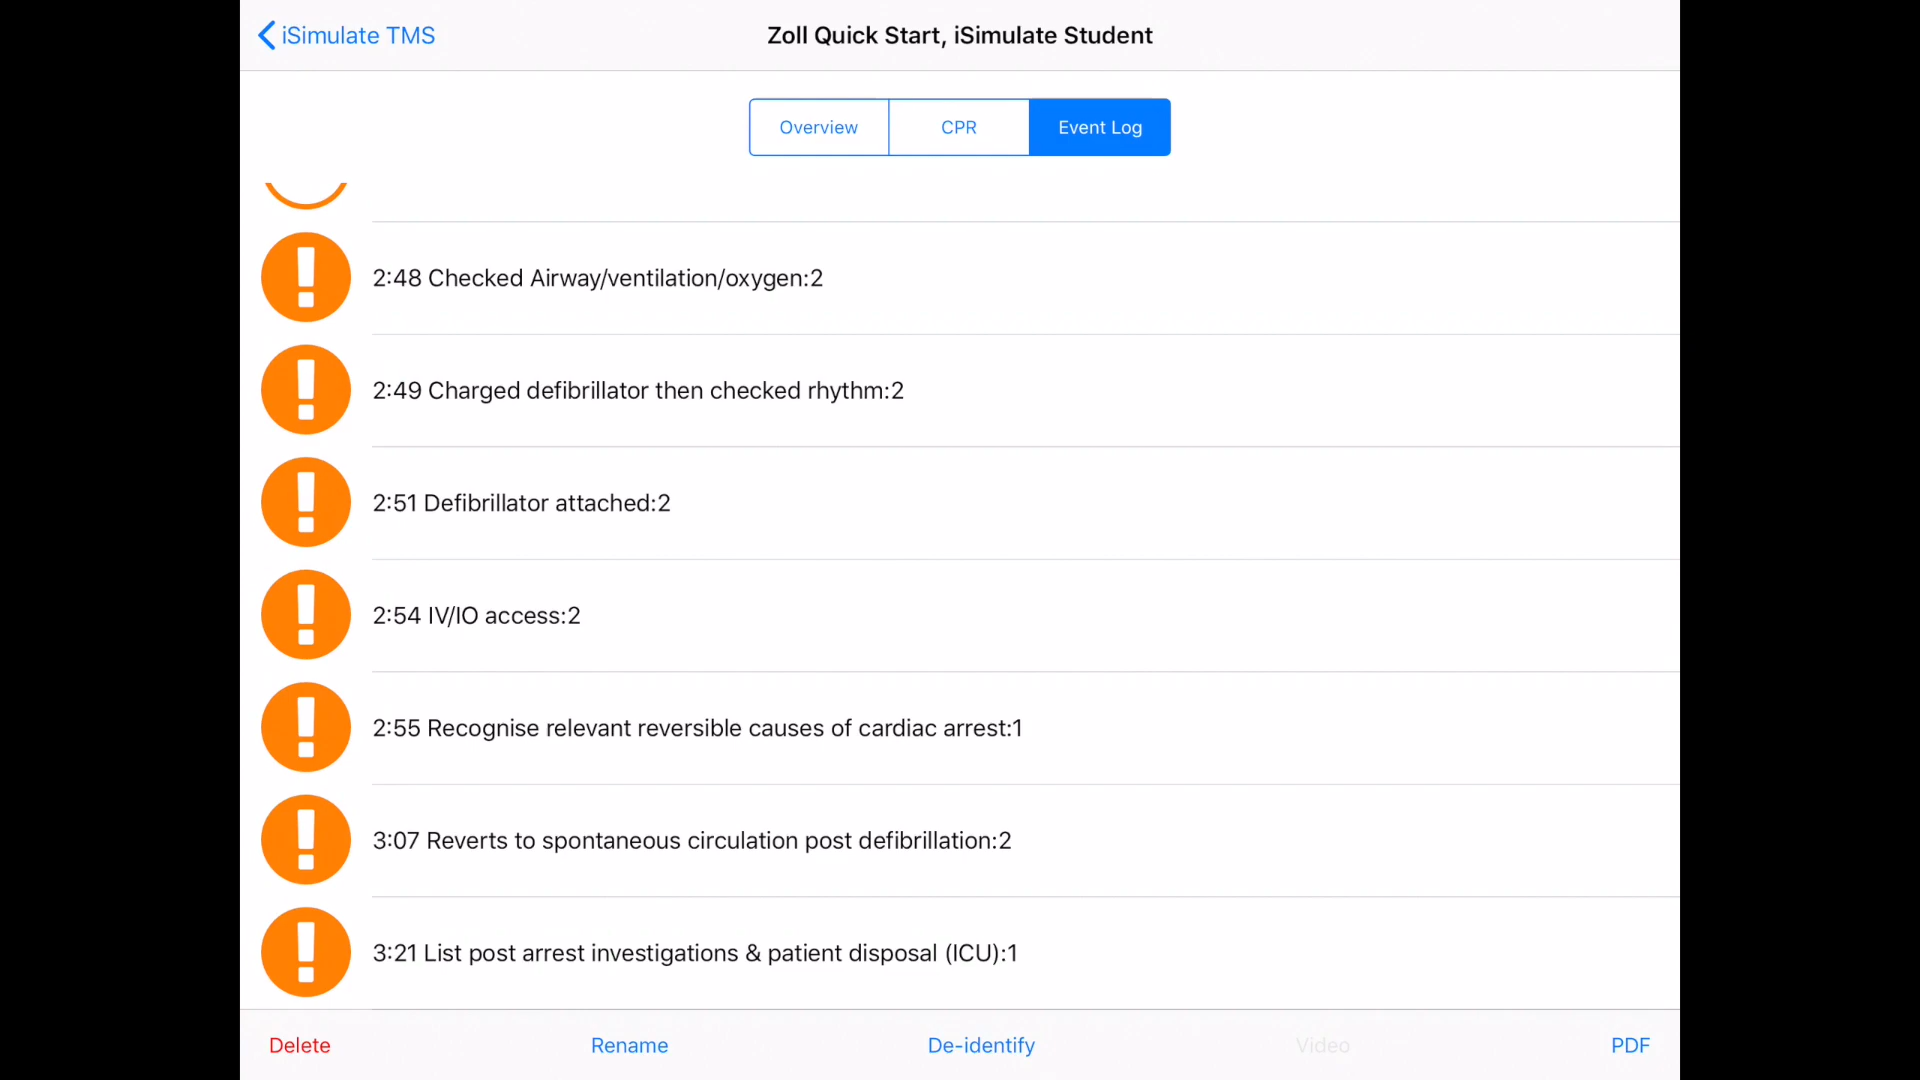 iSimulate TMS
Zoll Quick Start, iSimulate Student
Overview
CPR
Event Log
2:48 Checked Airway/ventilation/oxygen:2
2:49 Charged defibrillator then checked rhythm:2
2:51 Defibrillator attached:2
2:54 IV/IO access:2
2:55 Recognise relevant reversible causes of cardiac arrest:1
3:07 Reverts to spontaneous circulation post defibrillation:2
3:21 List post arrest investigations & patient disposal (ICU):1
Delete
Rename
De-identify
Video
PDF